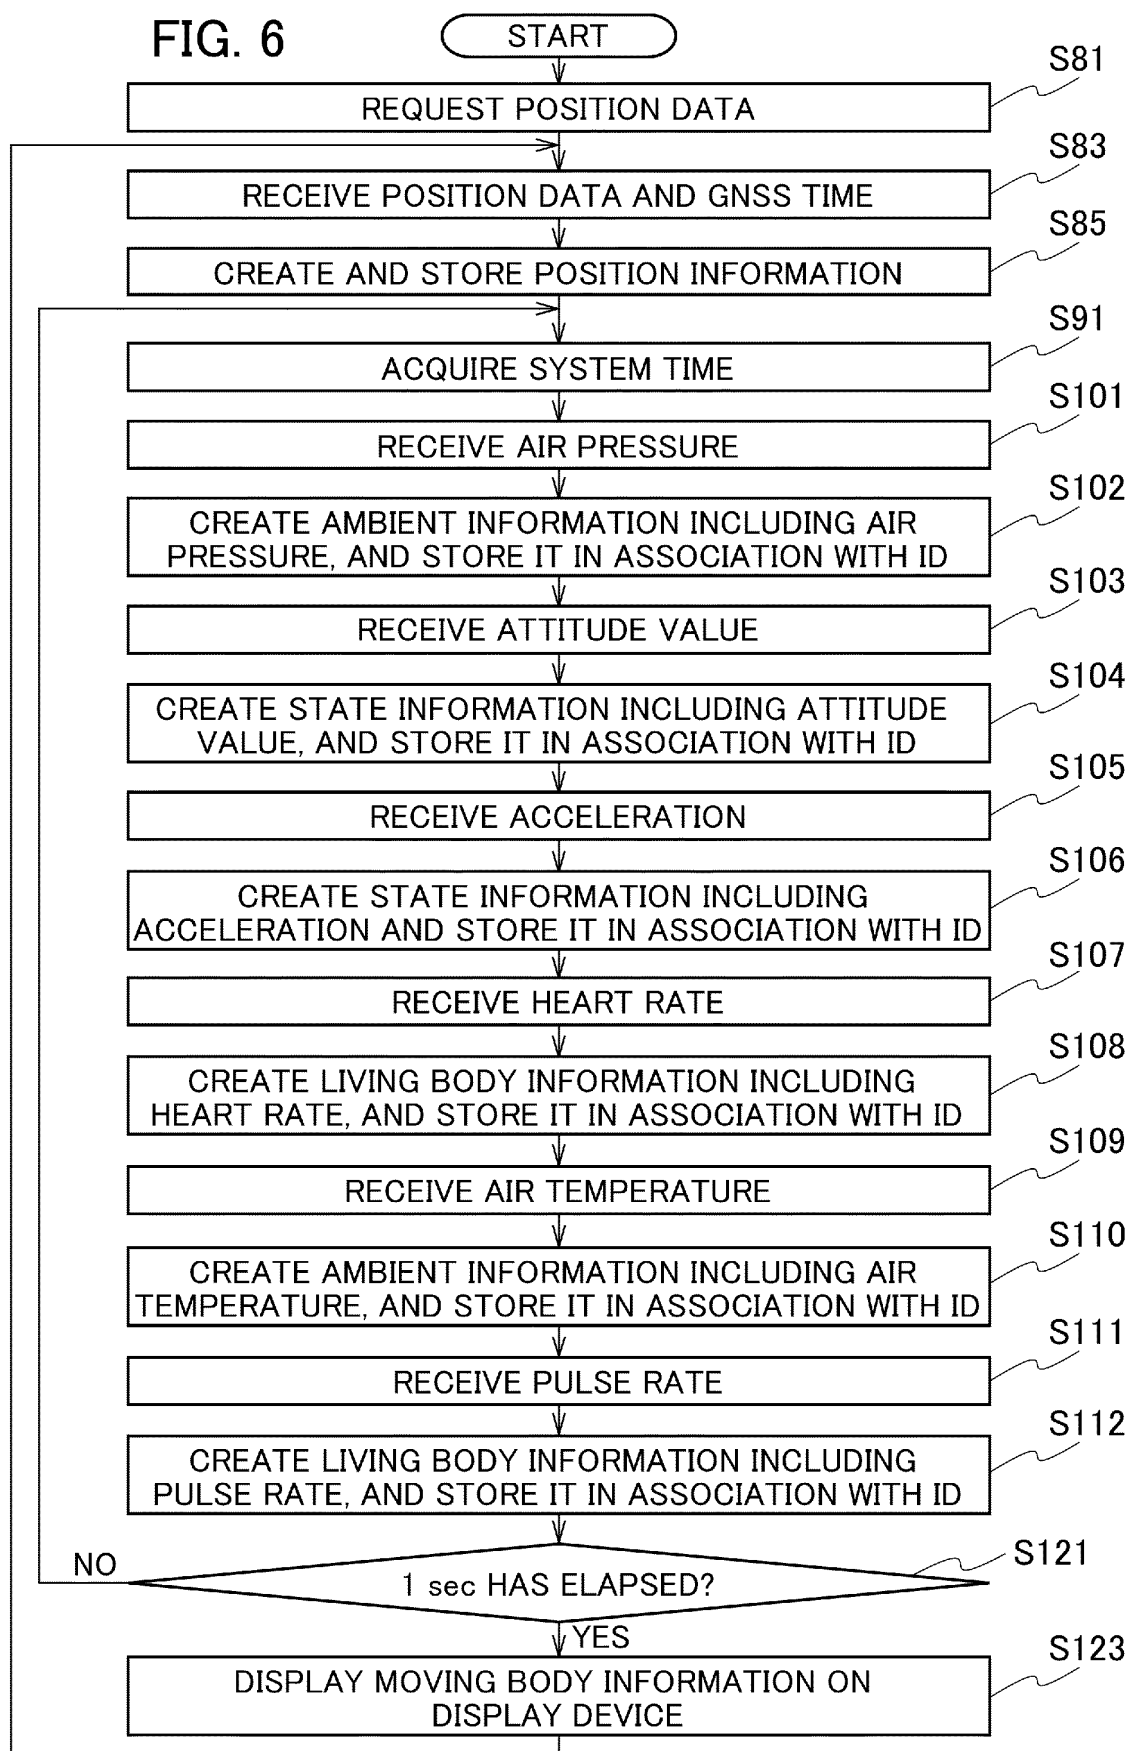 FIG. 6
START
S81
REQUEST POSITION DATA
S83
RECEIVE POSITION DATA AND GNSS TIME
S85
CREATE AND STORE POSITION INFORMATION
S91
ACQUIRE SYSTEM TIME
S101
RECEIVE AIR PRESSURE
S102
CREATE AMBIENT INFORMATION INCLUDING AIR
PRESSURE, AND STORE IT IN ASSOCIATION WITH ID
S103
RECEIVE ATTITUDE VALUE
S104
CREATE STATE INFORMATION INCLUDING ATTITUDE
VALUE, AND STORE IT IN ASSOCIATION WITH ID
S105
RECEIVE ACCELERATION
S106
CREATE STATE INFORMATION INCLUDING
ACCELERATION AND STORE IT IN ASSOCIATION WITH ID
S107
RECEIVE HEART RATE
S108
CREATE LIVING BODY INFORMATION INCLUDING
HEART RATE, AND STORE IT IN ASSOCIATION WITH ID
S109
RECEIVE AIR TEMPERATURE
S110
CREATE AMBIENT INFORMATION INCLUDING AIR
TEMPERATURE, AND STORE IT IN ASSOCIATION WITH ID
S111
RECEIVE PULSE RATE
S112
CREATE LIVING BODY INFORMATION INCLUDING
PULSE RATE, AND STORE IT IN ASSOCIATION WITH ID
S121
NO
1 sec HAS ELAPSED?
YES
S123
DISPLAY MOVING BODY INFORMATION ON
DISPLAY DEVICE